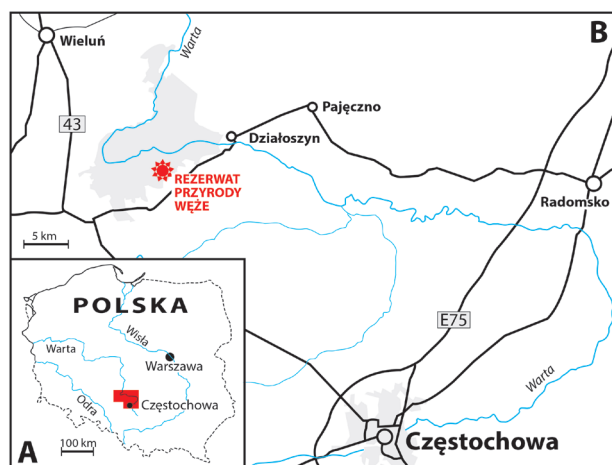 B
Wieluń
Warta
43
Pajęczno
Działoszyn
REZERWAT
PRZYRODY
WĘŻE
Radomsko
5 km
E75
Warta
Częstochowa
POLSKA
Wisła
Warta
Warszawa
Odra
Częstochowa
A
100 km